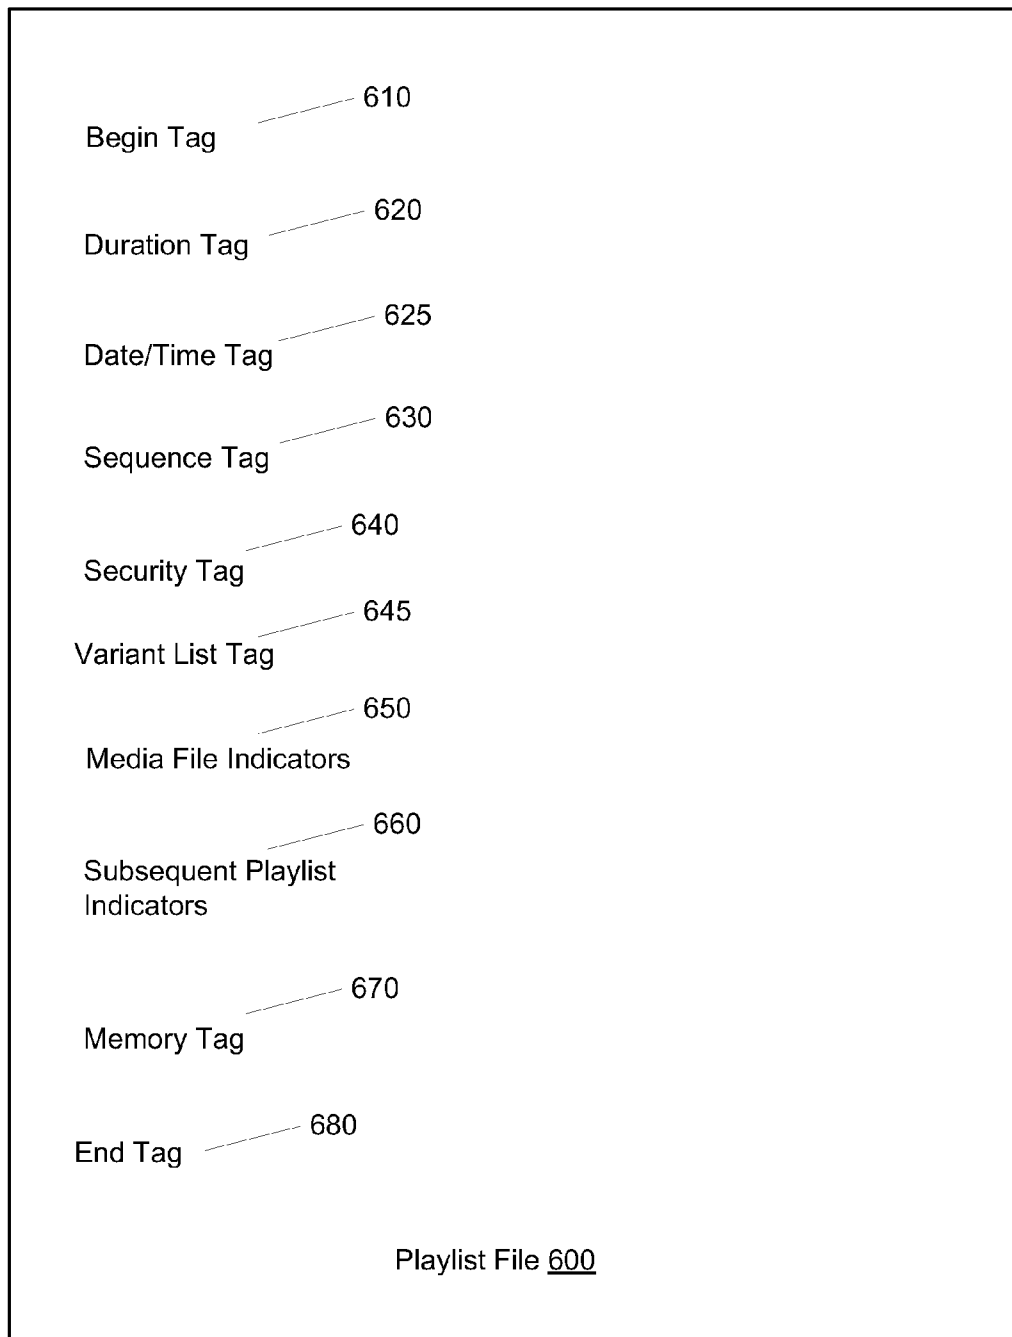 610
Begin Tag
620
Duration Tag
625
Date/Time Tag
630
Sequence Tag
640
Security Tag
645
Variant List Tag
650
Media File Indicators
660
Subsequent Playlist
Indicators
670
Memory Tag
680
End Tag
Playlist File 600